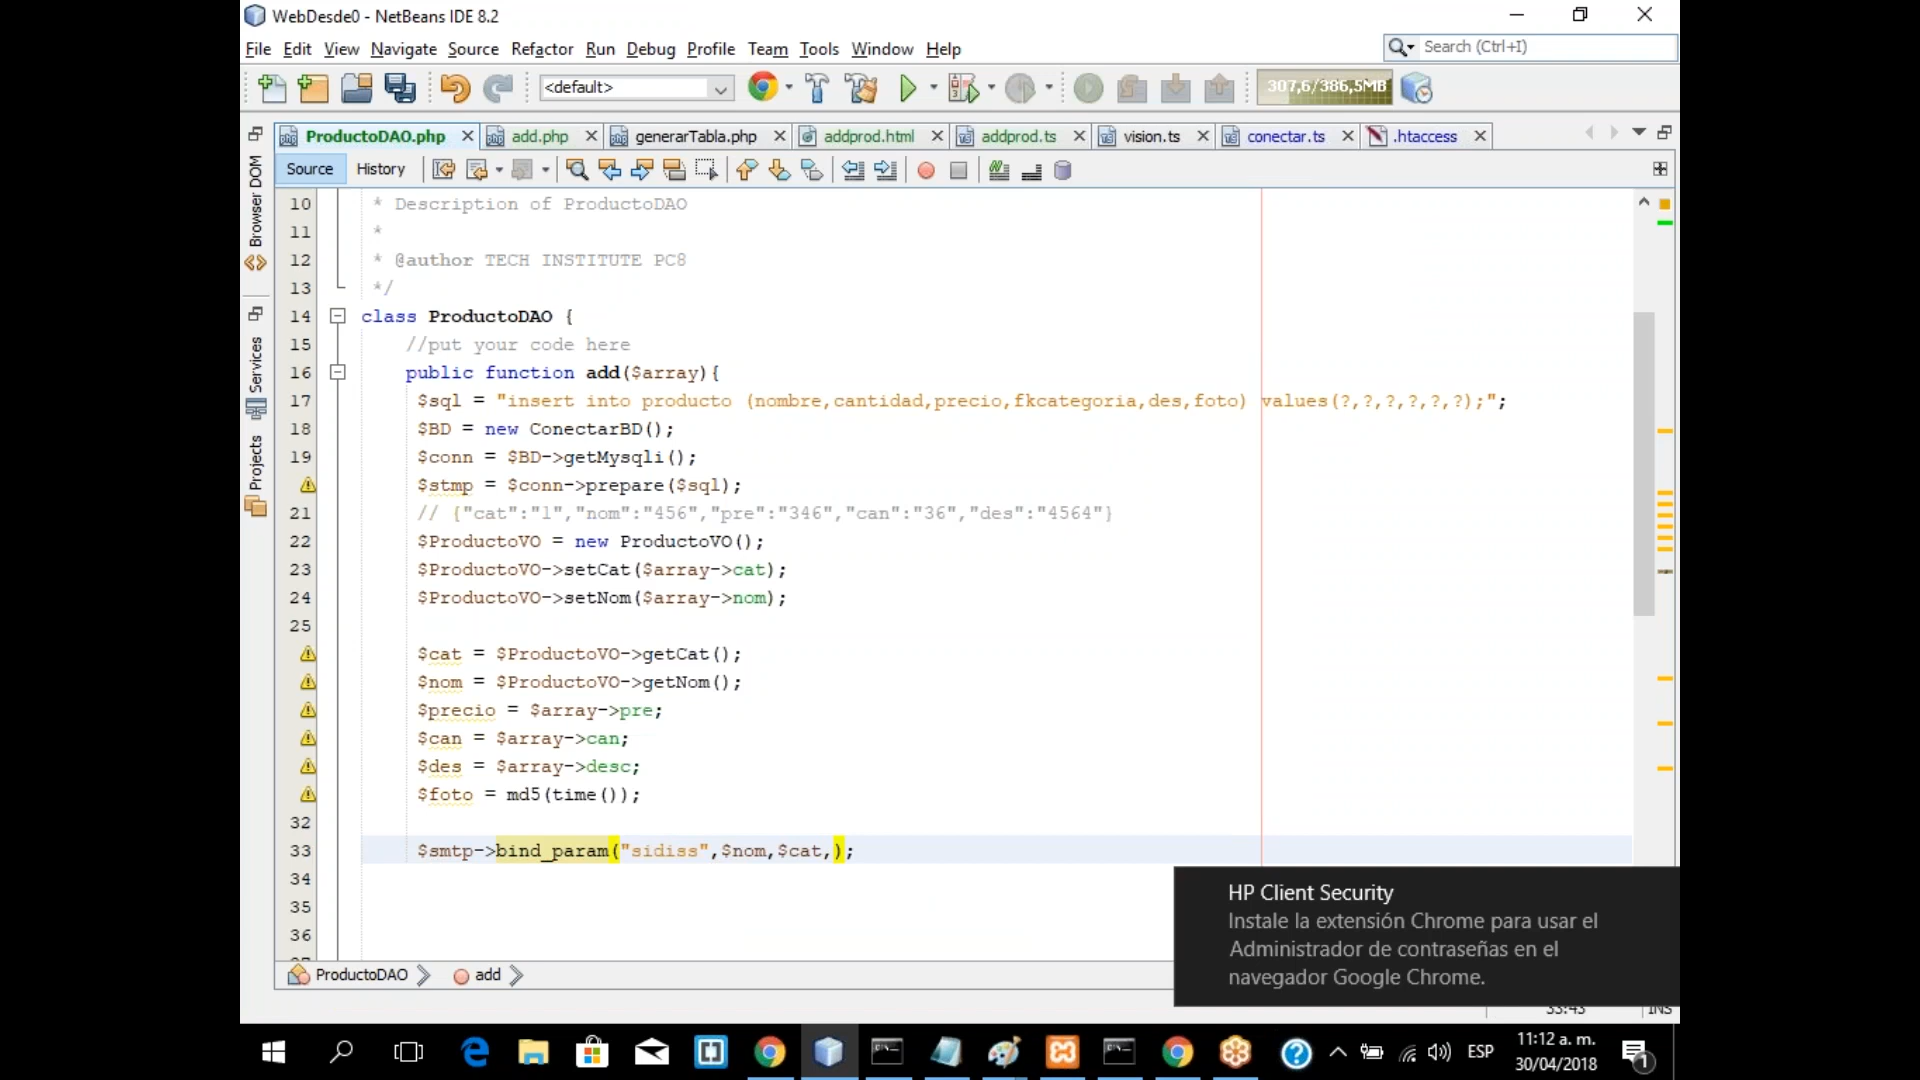 WebDesde0 - NetBeans IDE 8.2
File Edit View Navigate Source Refactor Run Debug Profile Team Tools Window Help
Search (Ctrl+I)
<default>
307,6/386,5MB
ProductoDAO.php add.php generarTabla.php addprod.html addprod.ts vision.ts conectar.ts .htaccess
Source History
Browser DOM
Services
Projects
10 * Description of ProductoDAO
11 *
12 * @author TECH INSTITUTE PC8
13 */
14 class ProductoDAO {
15 //put your code here
16 public function add($array){
17 $sql = "insert into producto (nombre,cantidad,precio,fkcategoria,des,foto) values(?,?,?,?,?,?);";
18 $BD = new ConectarBD();
19 $conn = $BD->getMysqli();
$stmp = $conn->prepare($sql);
21 // {"cat":"1","nom":"456","pre":"346","can":"36","des":"4564"}
22 $ProductoVO = new ProductoVO();
23 $ProductoVO->setCat($array->cat);
24 $ProductoVO->setNom($array->nom);
25
$cat = $ProductoVO->getCat();
$nom = $ProductoVO->getNom();
$precio = $array->pre;
$can = $array->can;
$des = $array->desc;
$foto = md5(time());
32
33 $smtp->bind_param("sidiss",$nom,$cat,);
34
35
36
ProductoDAO add
HP Client Security
Instale la extensión Chrome para usar el
Administrador de contraseñas en el
navegador Google Chrome.
33:43 INS
ESP
11:12 a. m.
30/04/2018
1